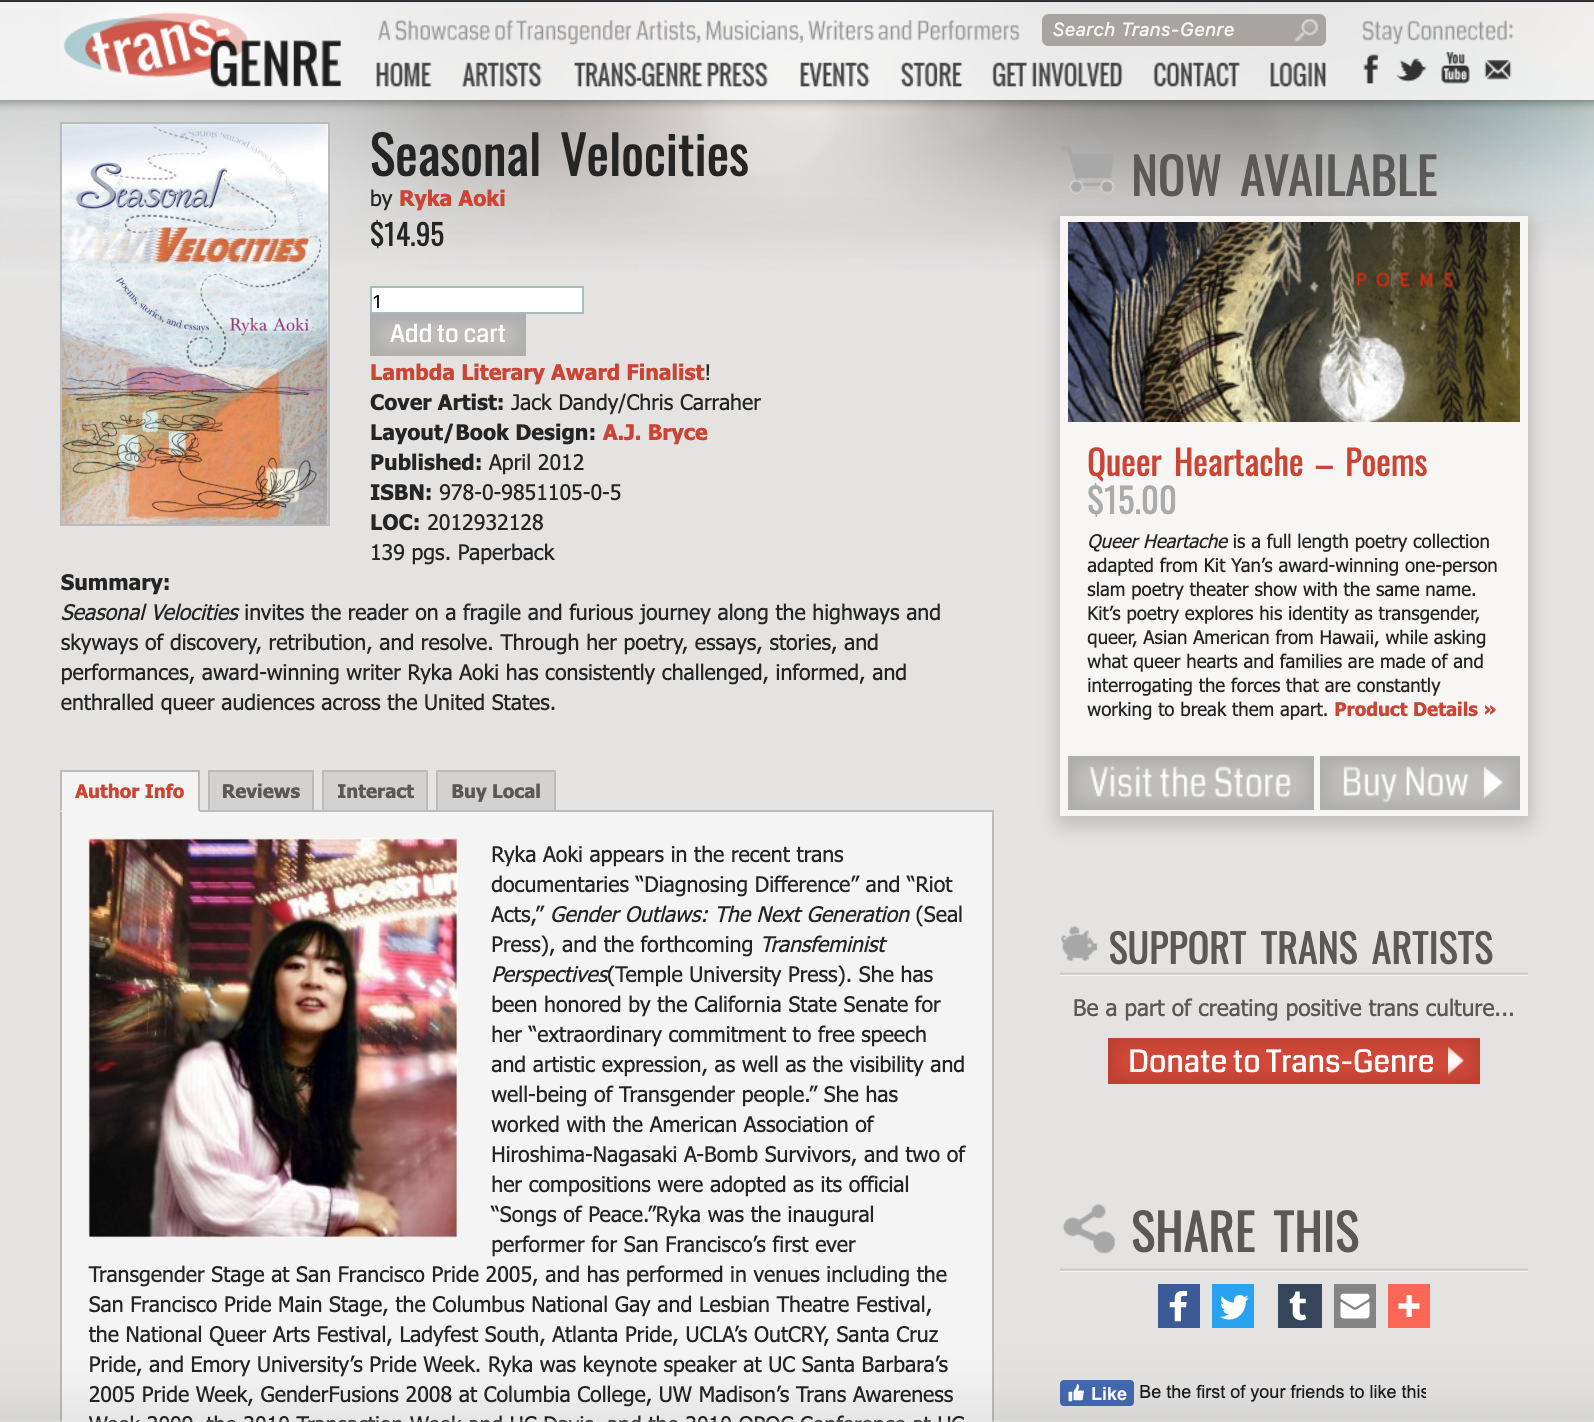 trans-GENRE
A Showcase of Transgender Artists, Musicians, Writers and Performers
Search Trans-Genre
Stay Connected:
HOME ARTISTS TRANS-GENRE PRESS EVENTS STORE GET INVOLVED CONTACT LOGIN
You Tube
Seasonal
VELOCITIES
poems, stories, and essays
Ryka Aoki
Seasonal Velocities
by Ryka Aoki
$14.95
1
Add to cart
Lambda Literary Award Finalist!
Cover Artist: Jack Dandy/Chris Carraher
Layout/Book Design: A.J. Bryce
Published: April 2012
ISBN: 978-0-9851105-0-5
LOC: 2012932128
139 pgs. Paperback
Summary:
Seasonal Velocities invites the reader on a fragile and furious journey along the highways and
skyways of discovery, retribution, and resolve. Through her poetry, essays, stories, and
performances, award-winning writer Ryka Aoki has consistently challenged, informed, and
enthralled queer audiences across the United States.
Author Info Reviews Interact Buy Local
THE BIGGEST
Ryka Aoki appears in the recent trans
documentaries “Diagnosing Difference” and “Riot
Acts,” Gender Outlaws: The Next Generation (Seal
Press), and the forthcoming Transfeminist
Perspectives(Temple University Press). She has
been honored by the California State Senate for
her “extraordinary commitment to free speech
and artistic expression, as well as the visibility and
well-being of Transgender people.” She has
worked with the American Association of
Hiroshima-Nagasaki A-Bomb Survivors, and two of
her compositions were adopted as its official
“Songs of Peace.”Ryka was the inaugural
performer for San Francisco’s first ever
Transgender Stage at San Francisco Pride 2005, and has performed in venues including the
San Francisco Pride Main Stage, the Columbus National Gay and Lesbian Theatre Festival,
the National Queer Arts Festival, Ladyfest South, Atlanta Pride, UCLA’s OutCRY, Santa Cruz
Pride, and Emory University’s Pride Week. Ryka was keynote speaker at UC Santa Barbara’s
2005 Pride Week, GenderFusions 2008 at Columbia College, UW Madison’s Trans Awareness
Week 2009, the 2010 Transaction Week and UC Davis, and the 2010 QPOC Conference at UC
NOW AVAILABLE
POEMS
Queer Heartache – Poems
$15.00
Queer Heartache is a full length poetry collection
adapted from Kit Yan’s award-winning one-person
slam poetry theater show with the same name.
Kit’s poetry explores his identity as transgender,
queer, Asian American from Hawaii, while asking
what queer hearts and families are made of and
interrogating the forces that are constantly
working to break them apart. Product Details »
Visit the Store Buy Now
SUPPORT TRANS ARTISTS
Be a part of creating positive trans culture...
Donate to Trans-Genre
SHARE THIS
Like Be the first of your friends to like this